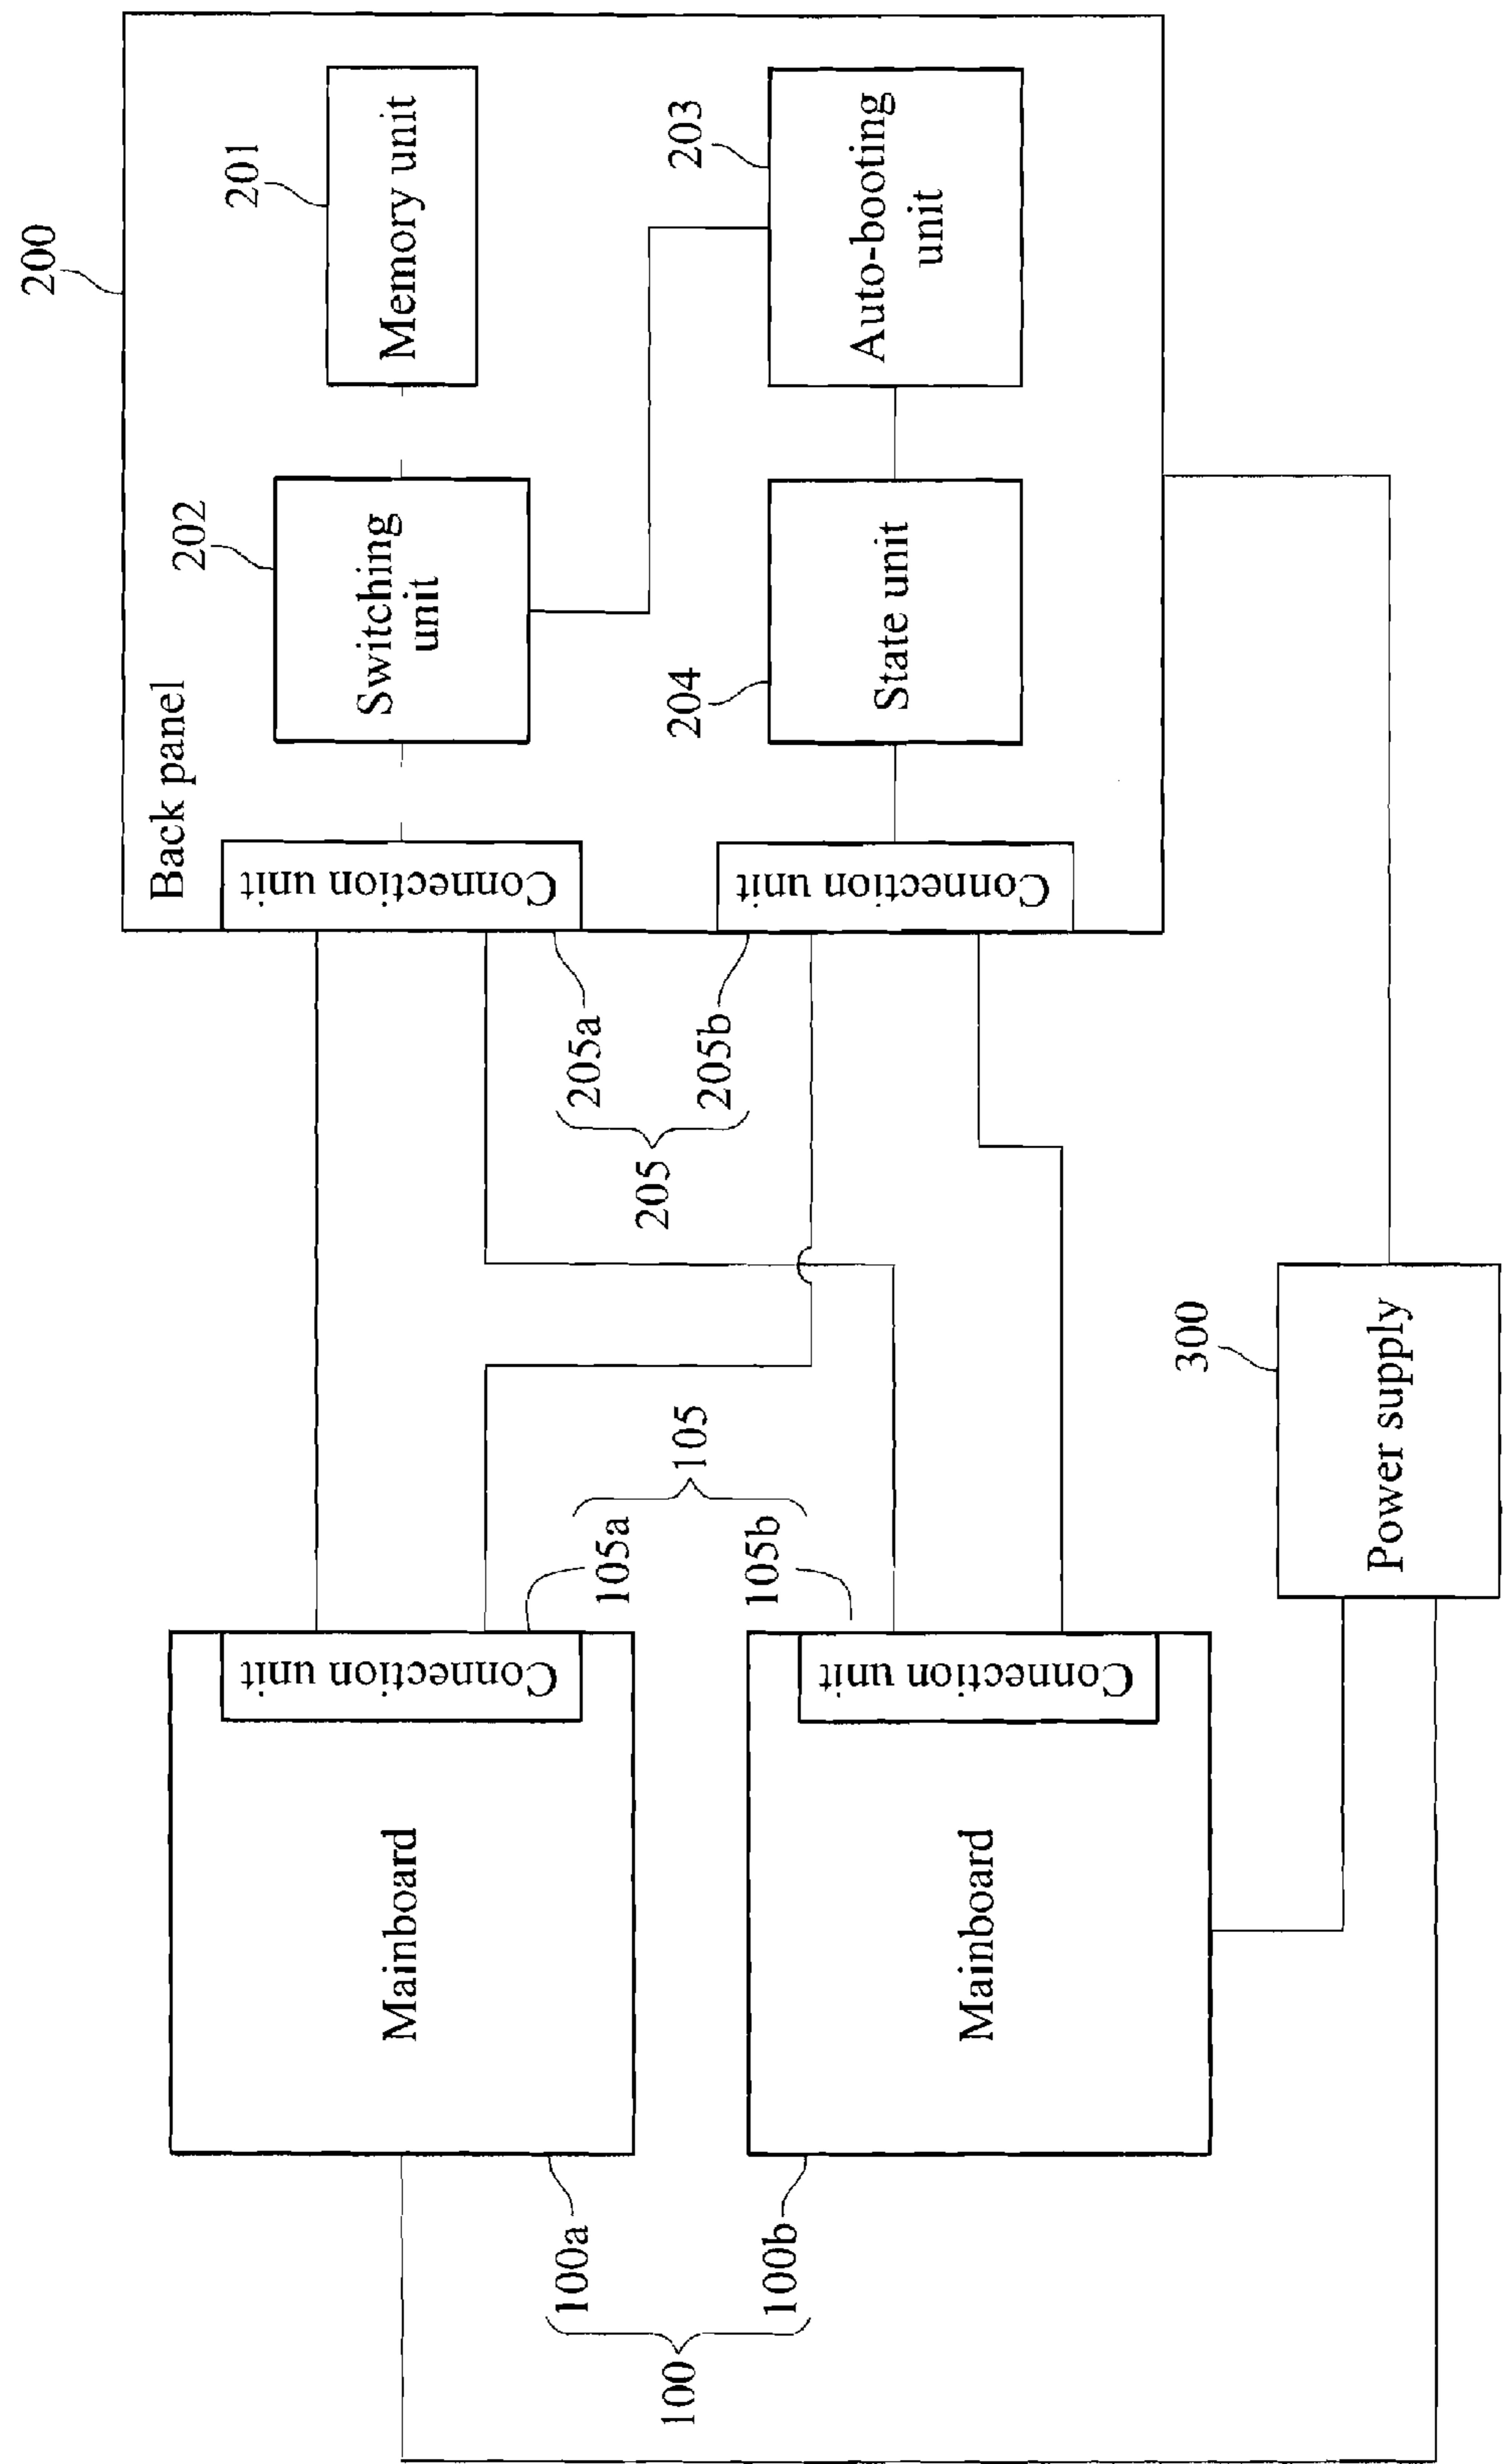 200
Back panel
201
Memory unit
202
Switching
unit
203
Auto-booting
unit
204
State unit
Connection unit
Connection unit
205a
205b
205
105
105a
105b
Connection unit
Connection unit
Mainboard
Mainboard
100a
100b
100
300
Power supply